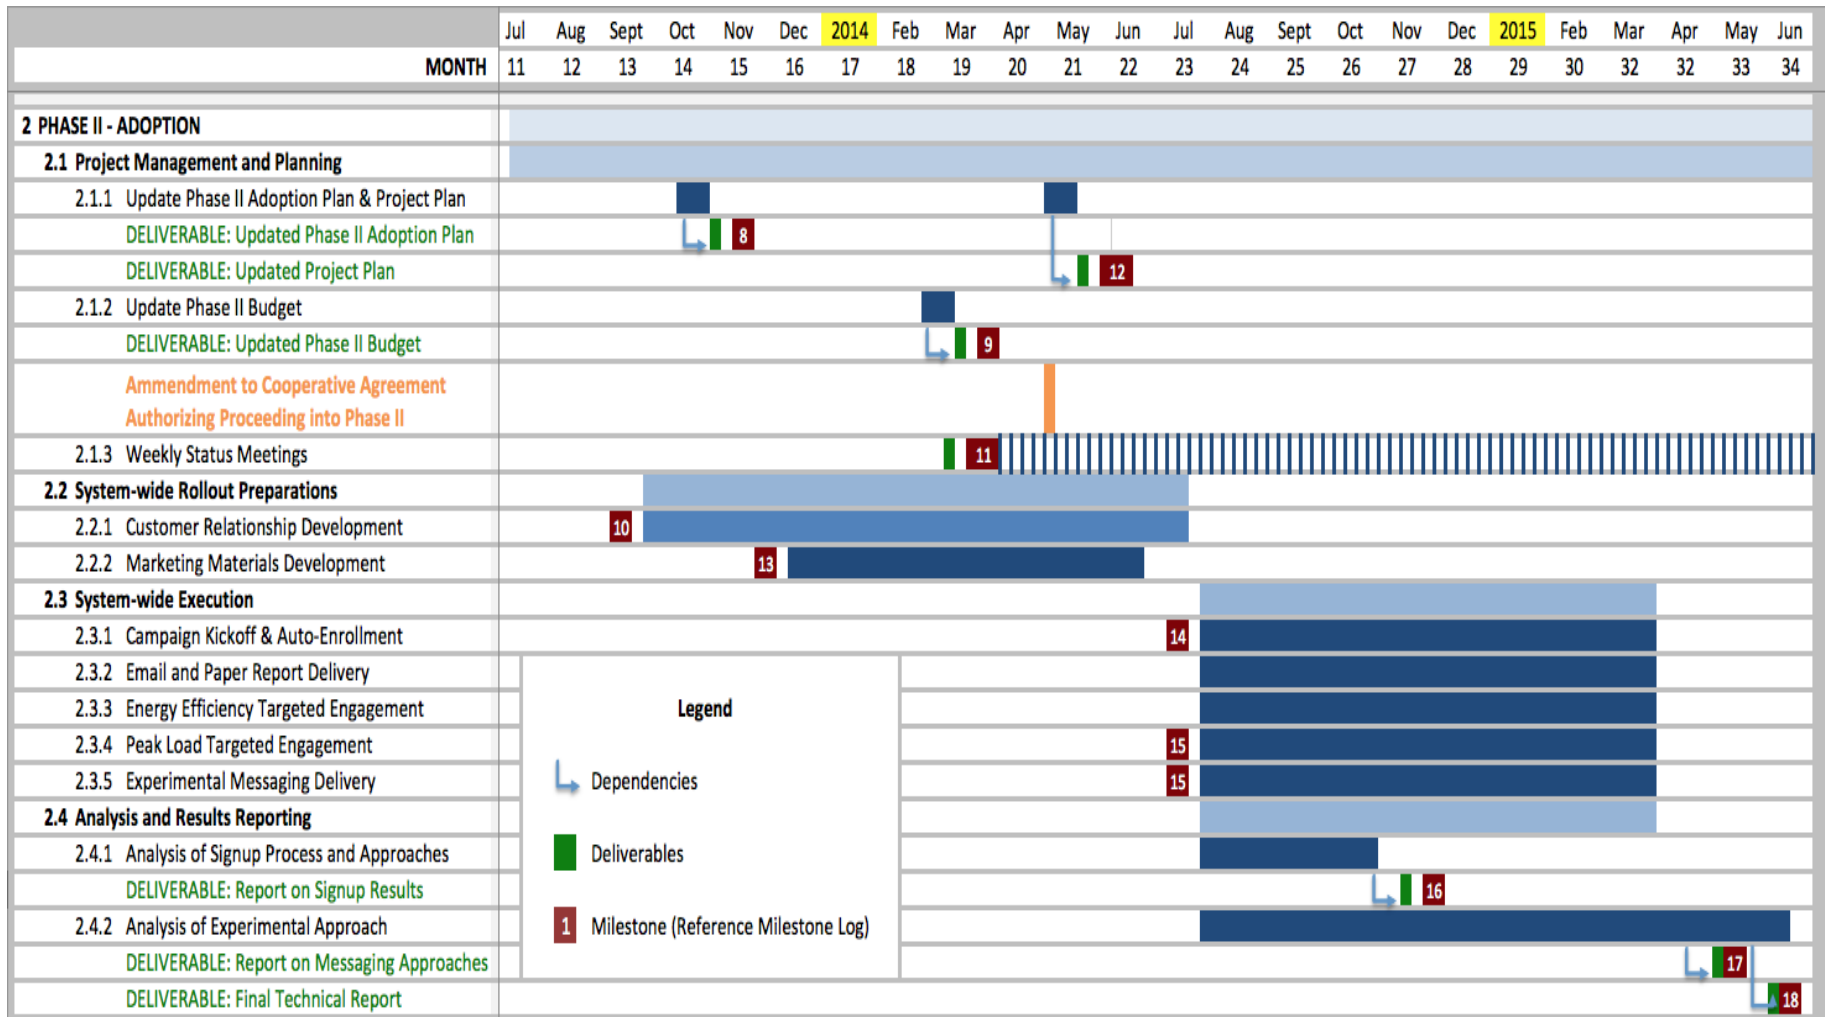 Jul Aug Sept Oct Nov Dec 2014 Feb Mar Apr May Jun Jul Aug Sept Oct Nov Dec 2015 Feb Mar Apr May Jun
MONTH 11 12 13 14 15 16 17 18 19 20 21 22 23 24 25 26 27 28 29 30 32 32 33 34
2 PHASE II - ADOPTION
2.1 Project Management and Planning
2.1.1 Update Phase II Adoption Plan & Project Plan
DELIVERABLE: Updated Phase II Adoption Plan 8
DELIVERABLE: Updated Project Plan 12
2.1.2 Update Phase II Budget
DELIVERABLE: Updated Phase II Budget 9
Ammendment to Cooperative Agreement
Authorizing Proceeding into Phase II
2.1.3 Weekly Status Meetings 11
2.2 System-wide Rollout Preparations
2.2.1 Customer Relationship Development 10
2.2.2 Marketing Materials Development 13
2.3 System-wide Execution
2.3.1 Campaign Kickoff & Auto-Enrollment 14
2.3.2 Email and Paper Report Delivery
2.3.3 Energy Efficiency Targeted Engagement
2.3.4 Peak Load Targeted Engagement 15
2.3.5 Experimental Messaging Delivery 15
2.4 Analysis and Results Reporting
2.4.1 Analysis of Signup Process and Approaches
DELIVERABLE: Report on Signup Results 16
2.4.2 Analysis of Experimental Approach
DELIVERABLE: Report on Messaging Approaches 17
DELIVERABLE: Final Technical Report 18
Legend
Dependencies
Deliverables
1 Milestone (Reference Milestone Log)